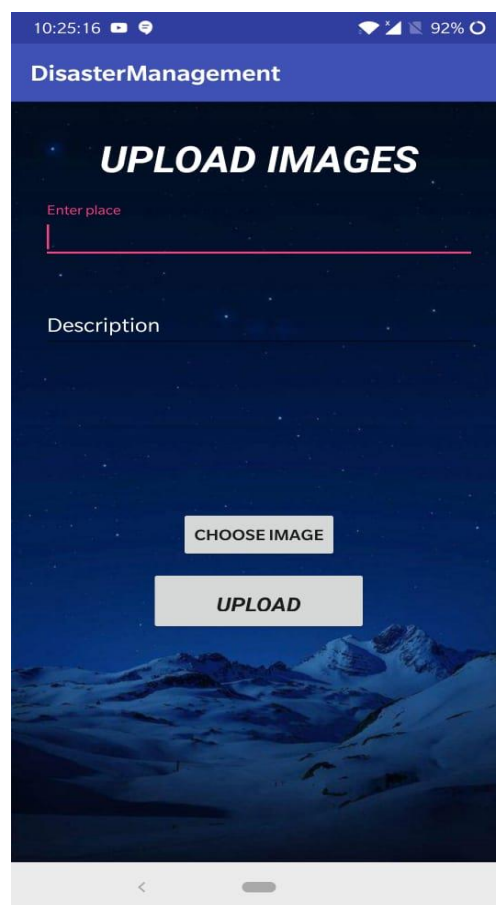 10:25:16 92%
DisasterManagement
UPLOAD IMAGES
Enter place
Description
CHOOSE IMAGE
UPLOAD